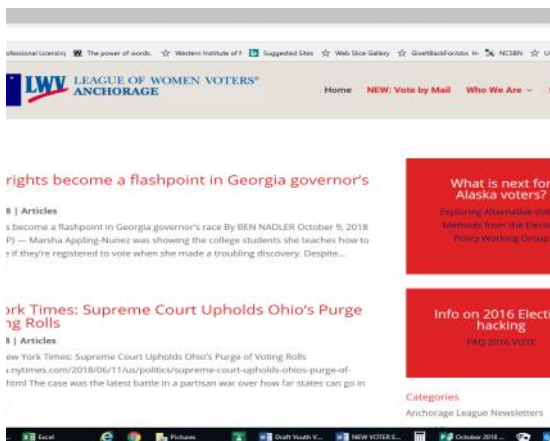 ofessional Licensing The power of words. Western Institute of F Suggested Sites Web Slice Gallery GiveItBackForJobs H NCSBN
LWV LEAGUE OF WOMEN VOTERS®
ANCHORAGE
Home NEW: Vote by Mail Who We Are
rights become a flashpoint in Georgia governor's
8 | Articles
s become a flashpoint in Georgia governor's race By BEN NADLER October 9, 2018
P) — Marsha Appling-Nunez was showing the college students she teaches how to
e if they're registered to vote when she made a troubling discovery. Despite...
What is next for
Alaska voters?
Exploring Alternative
Methods from the
Policy Working Group
ork Times: Supreme Court Upholds Ohio's Purge
ng Rolls
8 | Articles
ew York Times: Supreme Court Upholds Ohio's Purge of Voting Rolls
.nytimes.com/2018/06/11/us/politics/supreme-court-upholds-ohios-purge-of-
html The case was the latest battle in a partisan war over how far states can go in
Info on 2016 Electi
hacking
FAQ 2016 VOTE
Categories
Anchorage League Newsletters
Excel Pictures Draft Youth V... NEW VOTER E... October 2018 ...